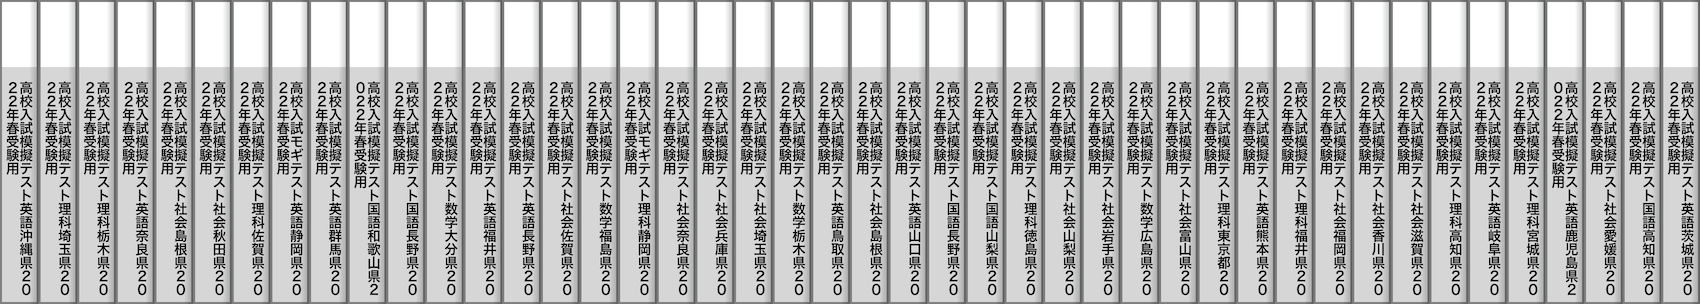 高校入試模擬テスト英語沖縄県20
22年春受験用
高校入試模擬テスト理科埼玉県20
22年春受験用
高校入試模擬テスト理科栃木県20
22年春受験用
高校入試模擬テスト英語奈良県20
22年春受験用
高校入試模擬テスト社会島根県20
22年春受験用
高校入試模擬テスト社会秋田県20
22年春受験用
高校入試模擬テスト理科佐賀県20
22年春受験用
高校入試モギテスト英語静岡県20
22年春受験用
高校入試模擬テスト英語群馬県20
22年春受験用
高校入試模擬テスト国語和歌山県2
022年春受験用
高校入試模擬テスト国語長野県20
22年春受験用
高校入試模擬テスト数学大分県20
22年春受験用
高校入試模擬テスト英語福井県20
22年春受験用
高校入試模擬テスト英語長野県20
22年春受験用
高校入試模擬テスト社会佐賀県20
22年春受験用
高校入試模擬テスト数学福島県20
22年春受験用
高校入試モギテスト理科静岡県20
22年春受験用
高校入試模擬テスト社会奈良県20
22年春受験用
高校入試模擬テスト社会兵庫県20
22年春受験用
高校入試模擬テスト社会埼玉県20
22年春受験用
高校入試模擬テスト数学栃木県20
22年春受験用
高校入試模擬テスト英語鳥取県20
22年春受験用
高校入試模擬テスト社会島根県20
22年春受験用
高校入試模擬テスト英語山口県20
22年春受験用
高校入試模擬テスト国語長野県20
22年春受験用
高校入試模擬テスト国語山梨県20
22年春受験用
高校入試模擬テスト理科徳島県20
22年春受験用
高校入試模擬テスト社会山梨県20
22年春受験用
高校入試模擬テスト社会岩手県20
22年春受験用
高校入試模擬テスト数学広島県20
22年春受験用
高校入試模擬テスト社会富山県20
22年春受験用
高校入試模擬テスト理科東京都20
22年春受験用
高校入試模擬テスト英語熊本県20
22年春受験用
高校入試模擬テスト理科福井県20
22年春受験用
高校入試模擬テスト社会福岡県20
22年春受験用
高校入試模擬テスト社会香川県20
22年春受験用
高校入試模擬テスト社会滋賀県20
22年春受験用
高校入試模擬テスト理科高知県20
22年春受験用
高校入試模擬テスト英語岐阜県20
22年春受験用
高校入試模擬テスト理科宮城県20
22年春受験用
高校入試模擬テスト英語鹿児島県2
022年春受験用
高校入試模擬テスト社会愛媛県20
22年春受験用
高校入試模擬テスト国語高知県20
22年春受験用
高校入試模擬テスト英語茨城県20
22年春受験用